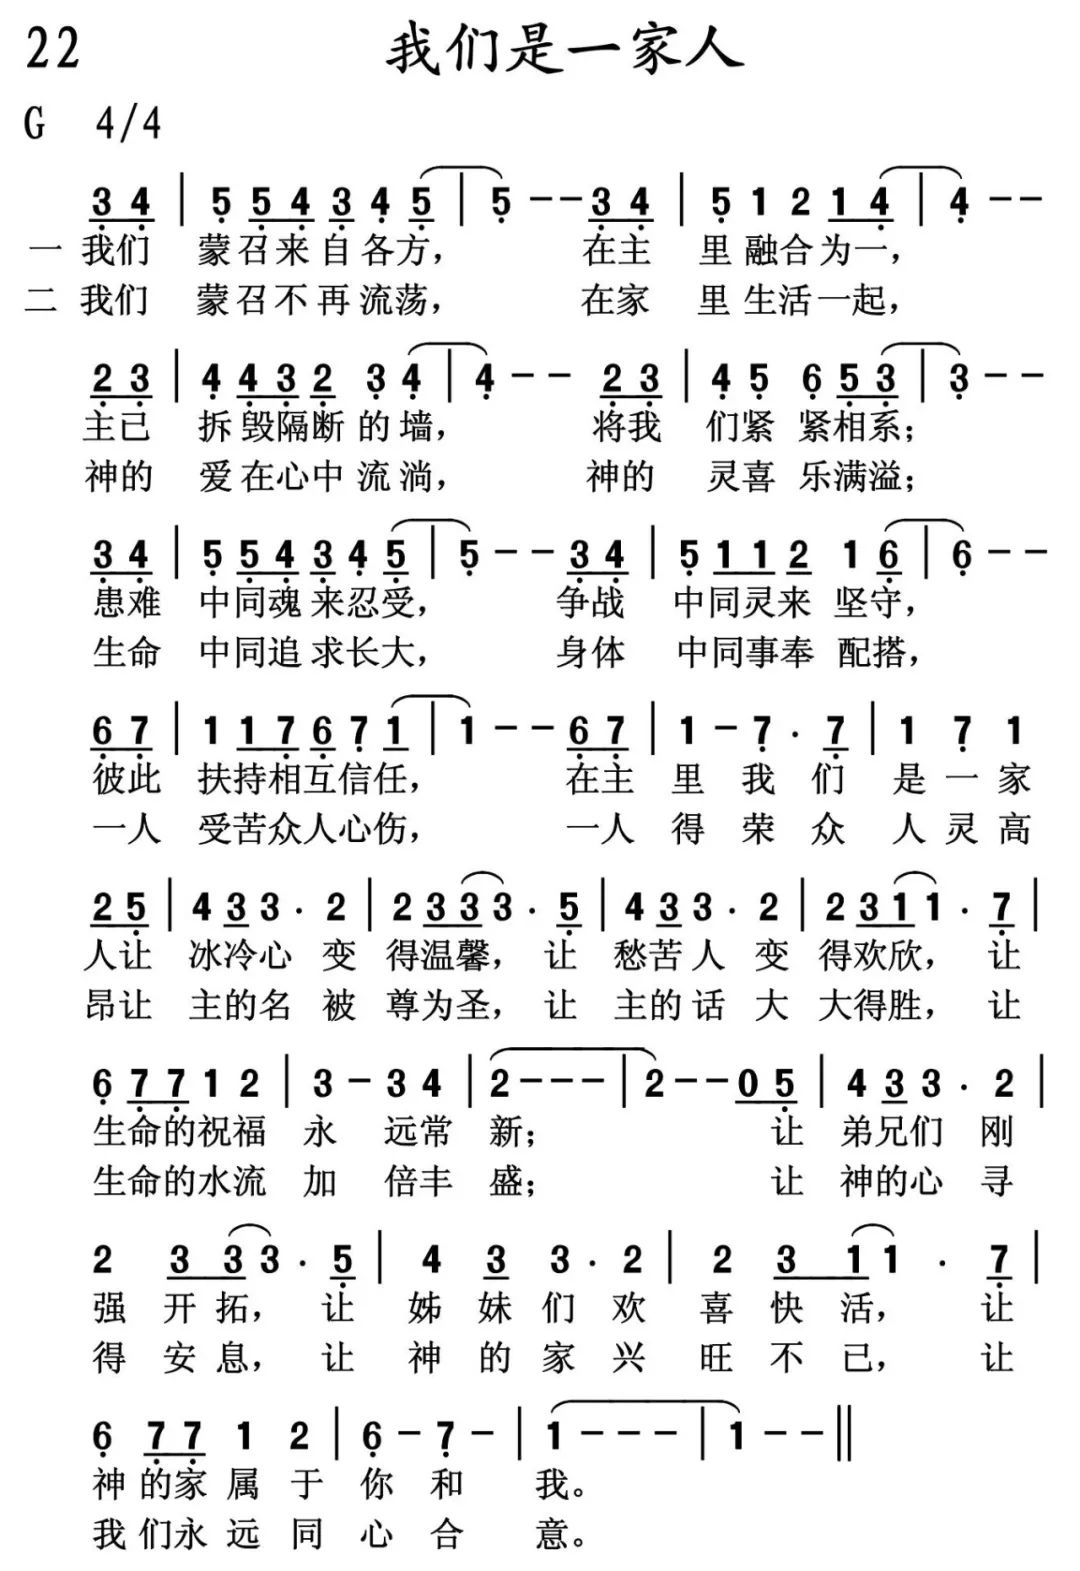 22 我们是一家人
G 4/4
3 4 | 5 5 4 3 4 5 | 5 - - 3 4 | 5 1 2 1 4 | 4 - -
一 我们 蒙召来自各方, 在主 里融合为一,
二 我们 蒙召不再流荡, 在家 里生活一起,
2 3 | 4 4 3 2 3 4 | 4 - - 2 3 | 4 5 6 5 3 | 3 - -
主已 拆毁隔断的墙, 将我 们紧紧相系;
神的 爱在心中流淌, 神的 灵喜乐满溢;
3 4 | 5 5 4 3 4 5 | 5 - - 3 4 | 5 1 1 2 1 6 | 6 - -
患难 中同魂来忍受, 争战 中同灵来坚守,
生命 中同追求长大, 身体 中同事奉配搭,
6 7 | 1 1 7 6 7 1 | 1 - - 6 7 | 1 - 7 · 7 | 1 7 1
彼此 扶持相互信任, 在主 里我们是一家
一人 受苦众人心伤, 一人 得荣众人灵高
2 5 | 4 3 3 · 2 | 2 3 3 3 · 5 | 4 3 3 · 2 | 2 3 1 1 · 7 |
人让 冰冷心变得温馨, 让 愁苦人变得欢欣, 让
昂让 主的名被尊为圣, 让 主的话大大得胜, 让
6 7 7 1 2 | 3 - 3 4 | 2 - - - | 2 - - 0 5 | 4 3 3 · 2 |
生命的祝福 永 远常 新; 让 弟兄们 刚
生命的水流 加 倍丰 盛; 让 神的心 寻
2 3 3 3 · 5 | 4 3 3 · 2 | 2 3 1 1 · 7 |
强开拓, 让 姊妹们欢喜快活, 让
得安息, 让 神的家兴旺不已, 让
6 7 7 1 2 | 6 - 7 - | 1 - - - | 1 - - ||
神的家属于你和我。
我们永远同心合意。